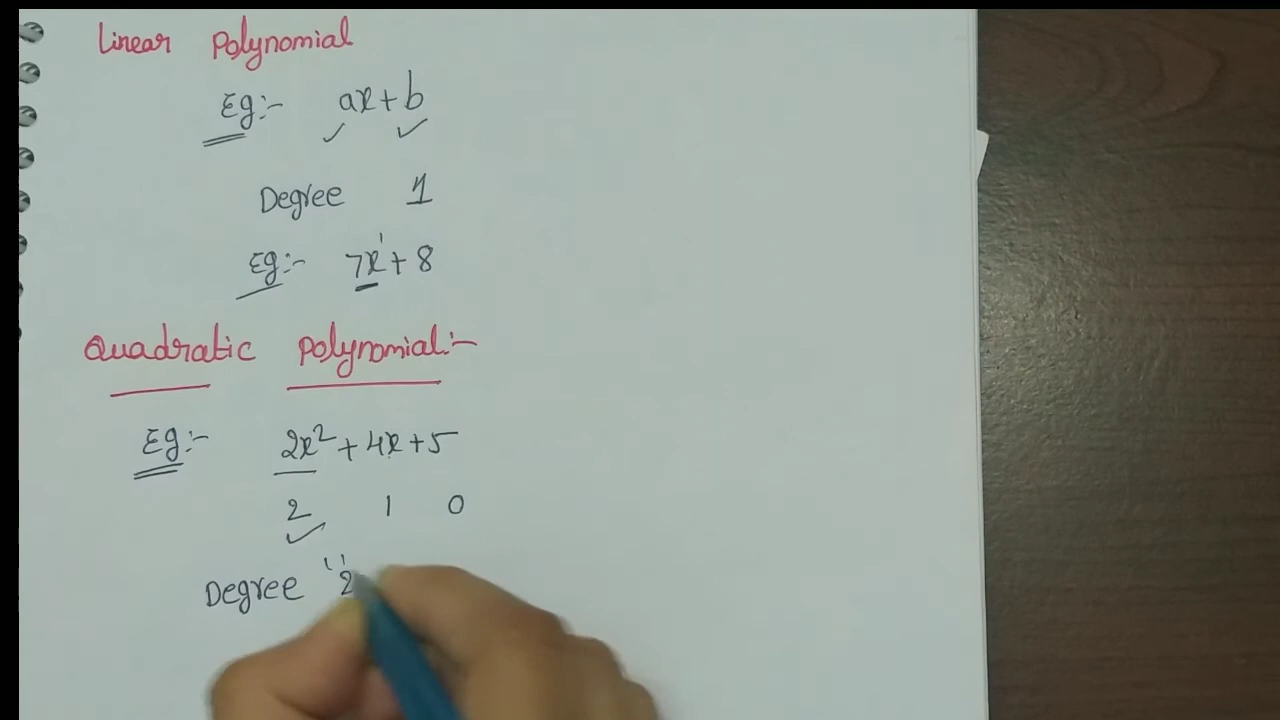 Linear Polynomial
Eg:- ax+b
Degree 1
Eg:- 7x¹+8
Quadratic Polynomial:-
Eg:- 2x²+4x+5
2 1 0
Degree "2